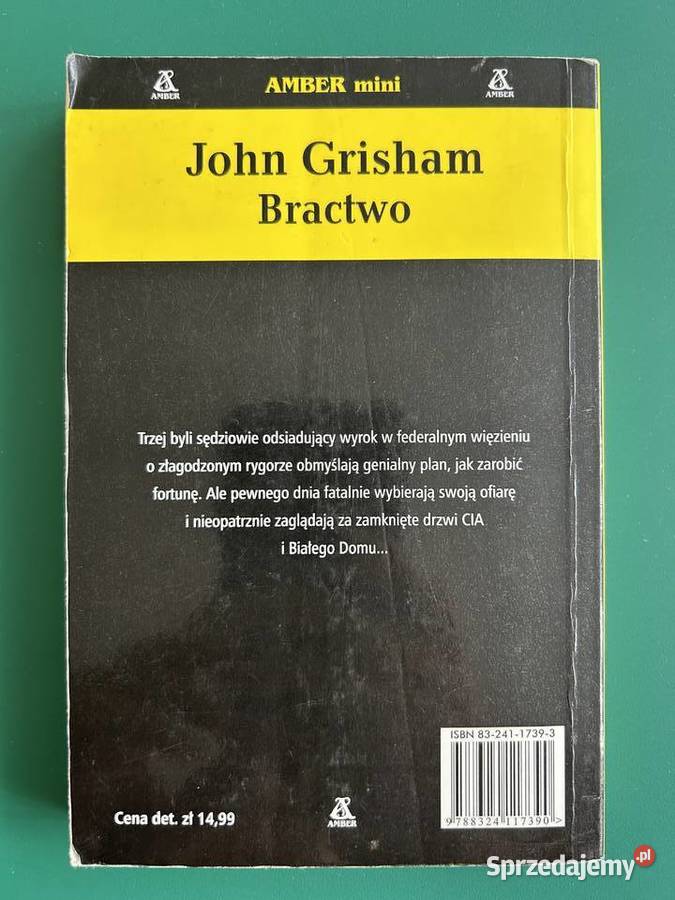 AMBER
AMBER mini
AMBER
John Grisham
Bractwo
Trzej byli sędziowie odsiadujący wyrok w federalnym więzieniu
o złagodzonym rygorze obmyślają genialny plan, jak zarobić
fortunę. Ale pewnego dnia fatalnie wybierają swoją ofiarę
i nieopatrznie zaglądają za zamknięte drzwi CIA
i Białego Domu...
ISBN 83-241-1739-3
9 788324 117390 >
Cena det. zł 14,99
AMBER
Sprzedajemy.pl